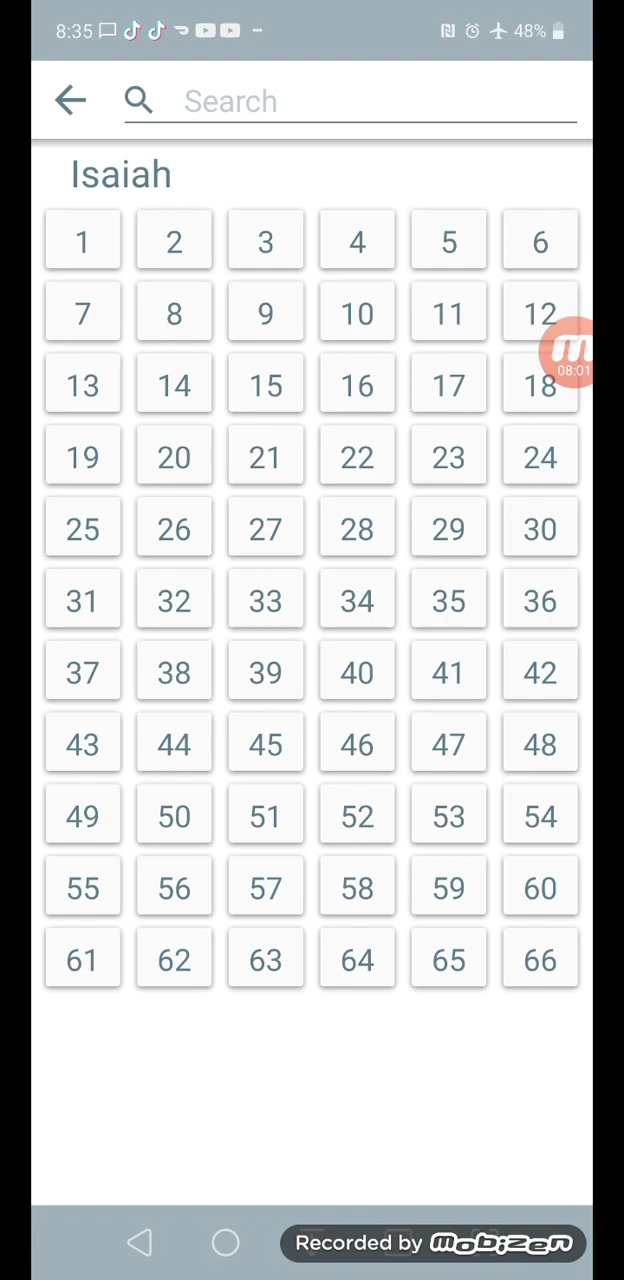 8:35 48%
Search
Isaiah
1 2 3 4 5 6
7 8 9 10 11 12
13 14 15 16 17 18
08:01
19 20 21 22 23 24
25 26 27 28 29 30
31 32 33 34 35 36
37 38 39 40 41 42
43 44 45 46 47 48
49 50 51 52 53 54
55 56 57 58 59 60
61 62 63 64 65 66
Recorded by mobizen